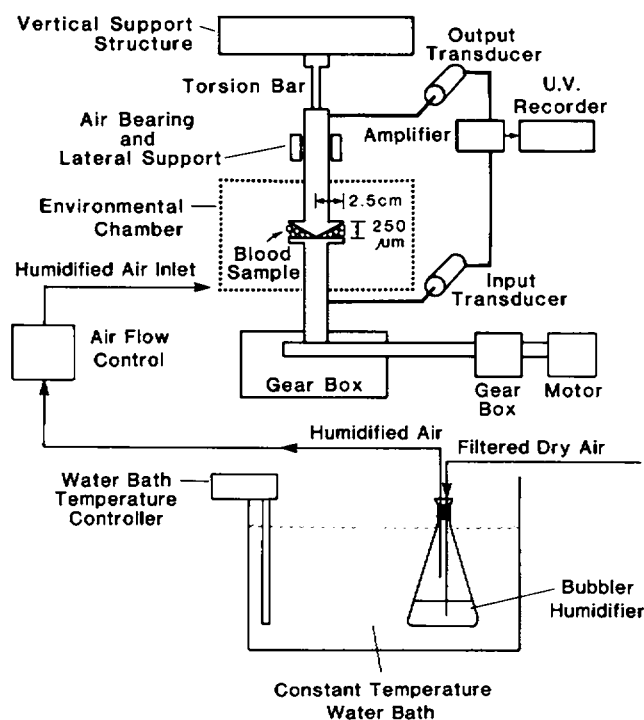 Vertical Support
Structure
Output
Transducer
Torsion Bar
U.V.
Recorder
Air Bearing
and
Lateral Support
Amplifier
2.5cm
Environmental
Chamber
250
μm
Blood
Sample
Humidified Air Inlet
Input
Transducer
Air Flow
Control
Gear Box
Gear
Box
Motor
Humidified Air
Filtered Dry Air
Water Bath
Temperature
Controller
Bubbler
Humidifier
Constant Temperature
Water Bath